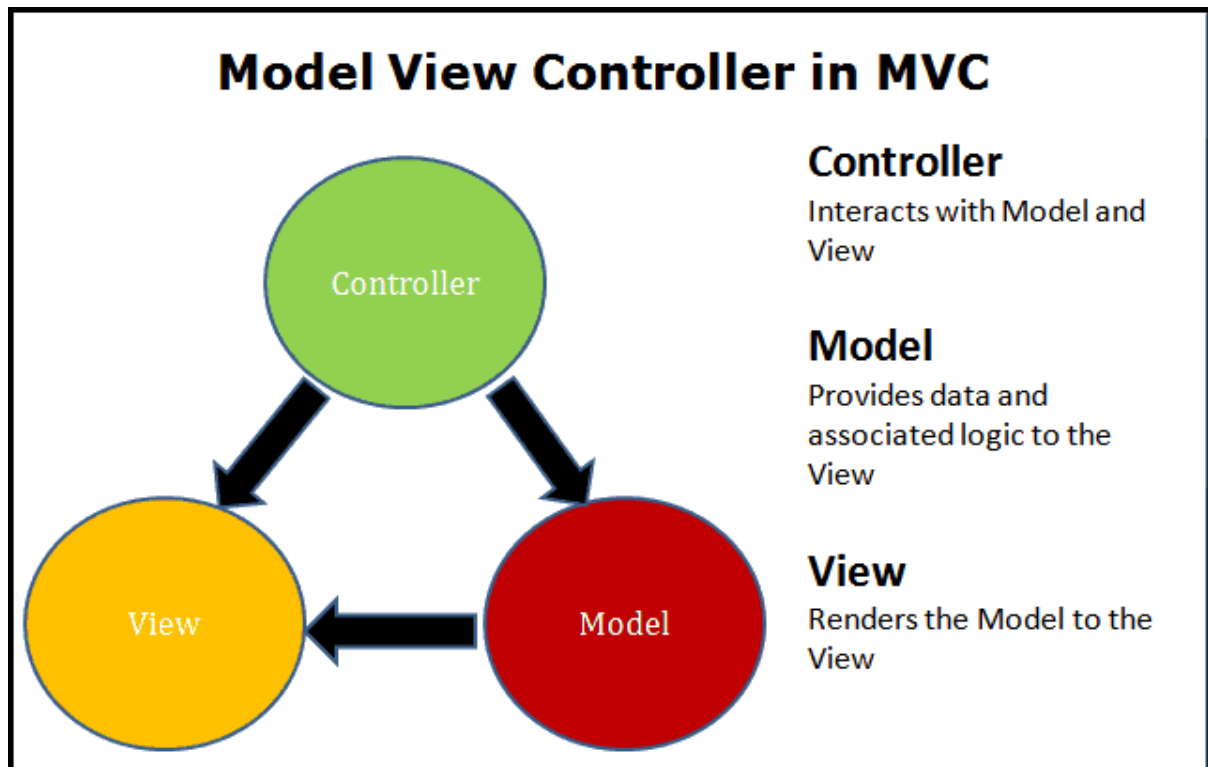 Model View Controller in MVC
Controller
Interacts with Model and
View
Model
Provides data and
associated logic to the
View
View
Renders the Model to the
View
Controller
View
Model